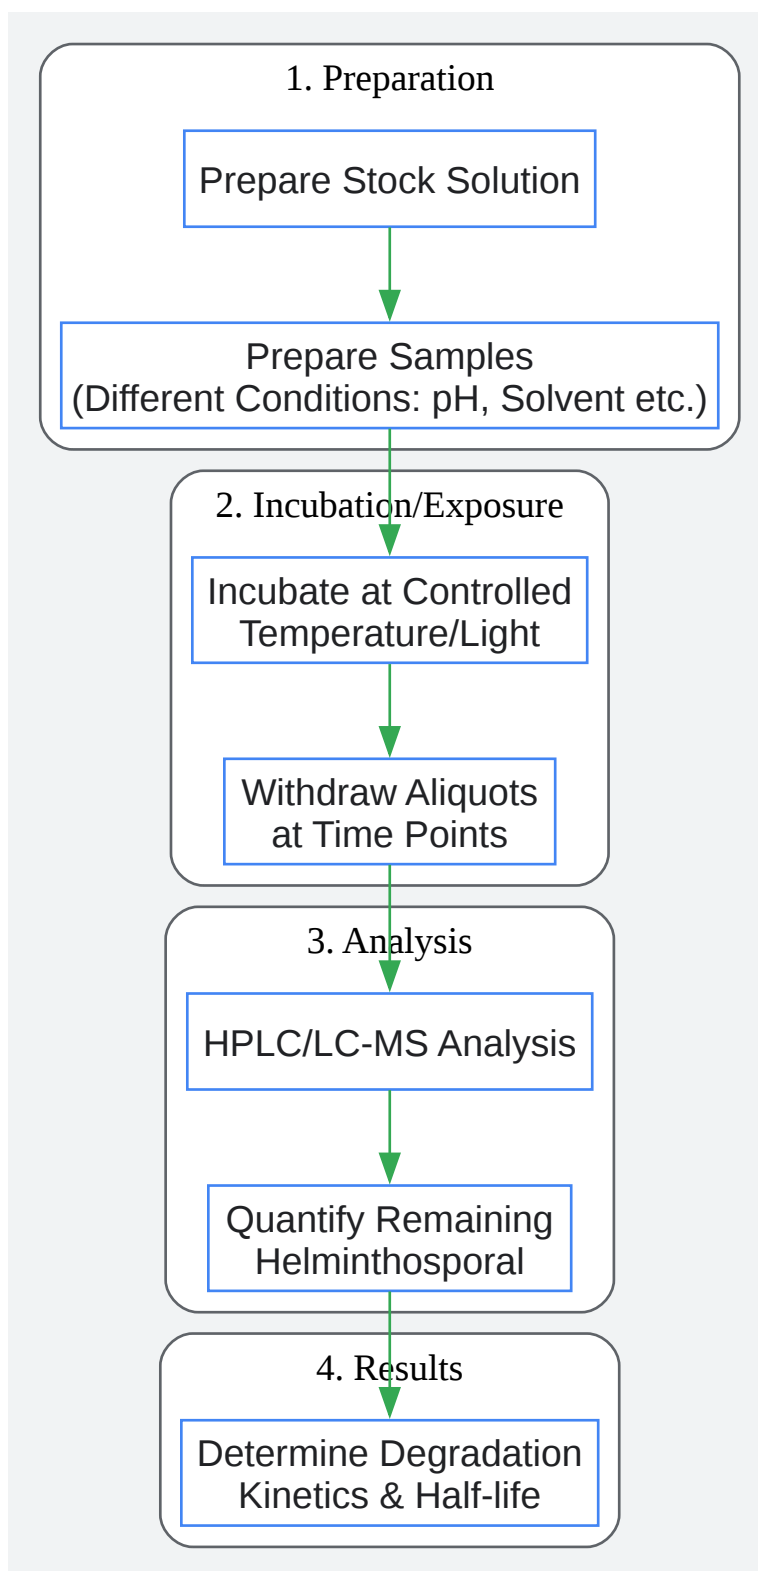 1. Preparation
Prepare Stock Solution
Prepare Samples
(Different Conditions: pH, Solvent etc.)
2. Incubation/Exposure
Incubate at Controlled
Temperature/Light
Withdraw Aliquots
at Time Points
3. Analysis
HPLC/LC-MS Analysis
Quantify Remaining
Helminthosporal
4. Results
Determine Degradation
Kinetics & Half-life